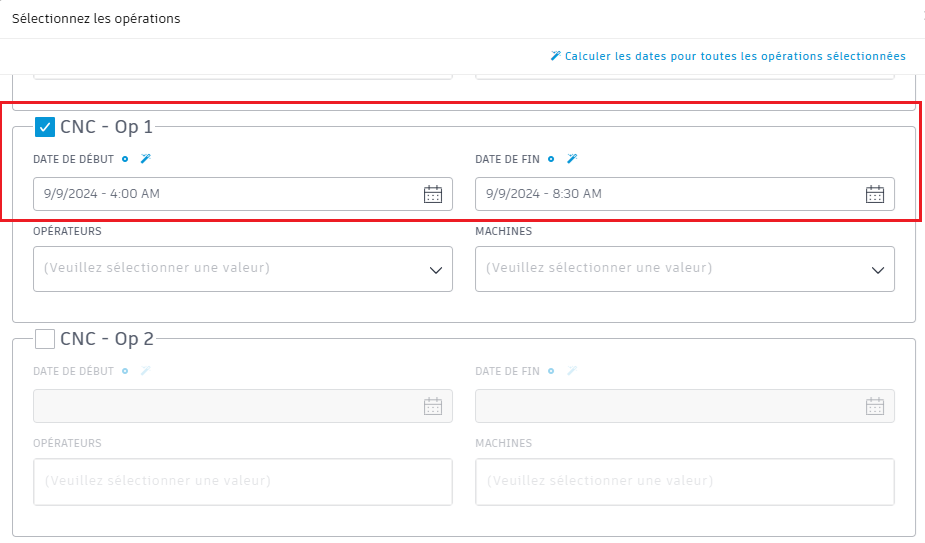 Sélectionnez les opérations
Calculer les dates pour toutes les opérations sélectionnées
CNC - Op 1
DATE DE DÉBUT
DATE DE FIN
9/9/2024 - 4:00 AM
9/9/2024 - 8:30 AM
OPÉRATEURS
MACHINES
(Veuillez sélectionner une valeur)
(Veuillez sélectionner une valeur)
CNC - Op 2
DATE DE DÉBUT
DATE DE FIN
OPÉRATEURS
MACHINES
(Veuillez sélectionner une valeur)
(Veuillez sélectionner une valeur)